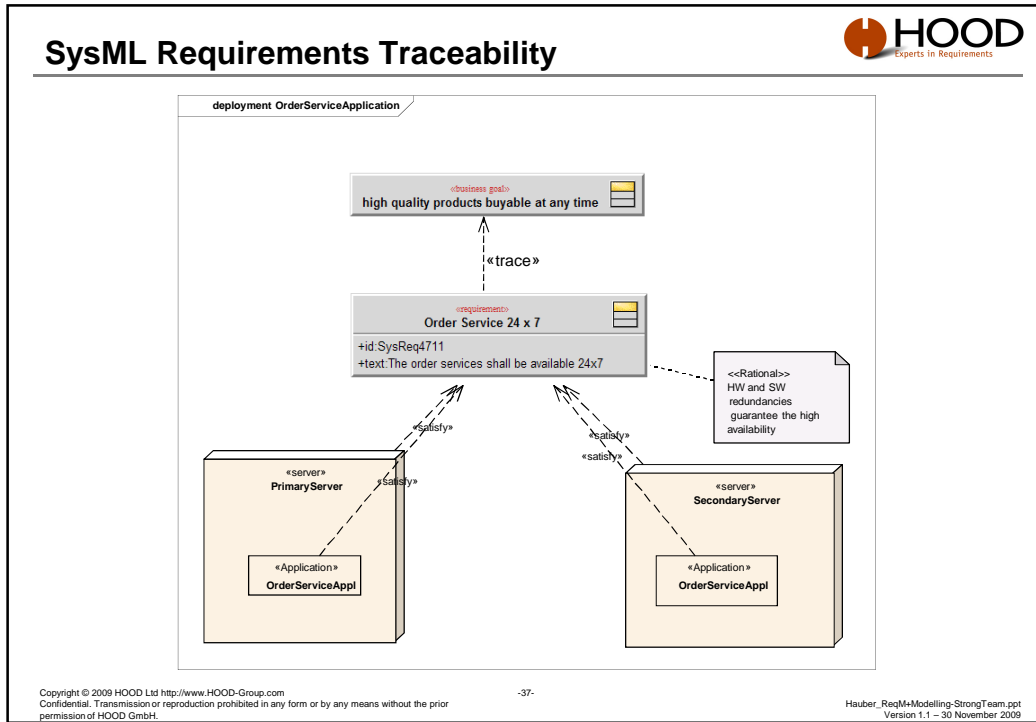 SysML Requirements Traceability
HOOD
Experts in Requirements
deployment OrderServiceApplication
«business goal»
high quality products buyable at any time
«trace»
«requirement»
Order Service 24 x 7
+id:SysReq4711
+text:The order services shall be available 24x7
<<Rational>>
HW and SW
redundancies
guarantee the high
availability
«satisfy»
«satisfy»
«satisfy»
«satisfy»
«server»
PrimaryServer
«Application»
OrderServiceAppl
«server»
SecondaryServer
«Application»
OrderServiceAppl
Copyright © 2009 HOOD Ltd http://www.HOOD-Group.com
Confidential. Transmission or reproduction prohibited in any form or by any means without the prior
permission of HOOD GmbH.
-37-
Hauber_ReqM+Modelling-StrongTeam.ppt
Version 1.1 – 30 November 2009